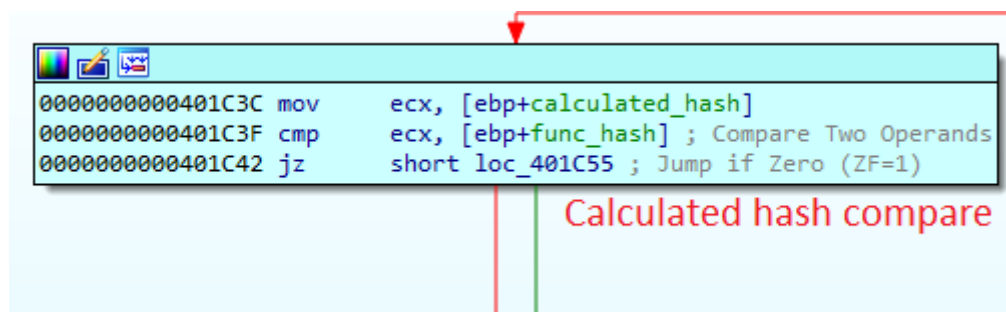 0000000000401C3C mov ecx, [ebp+calculated_hash]
0000000000401C3F cmp ecx, [ebp+func_hash] ; Compare Two Operands
0000000000401C42 jz short loc_401C55 ; Jump if Zero (ZF=1)
Calculated hash compare